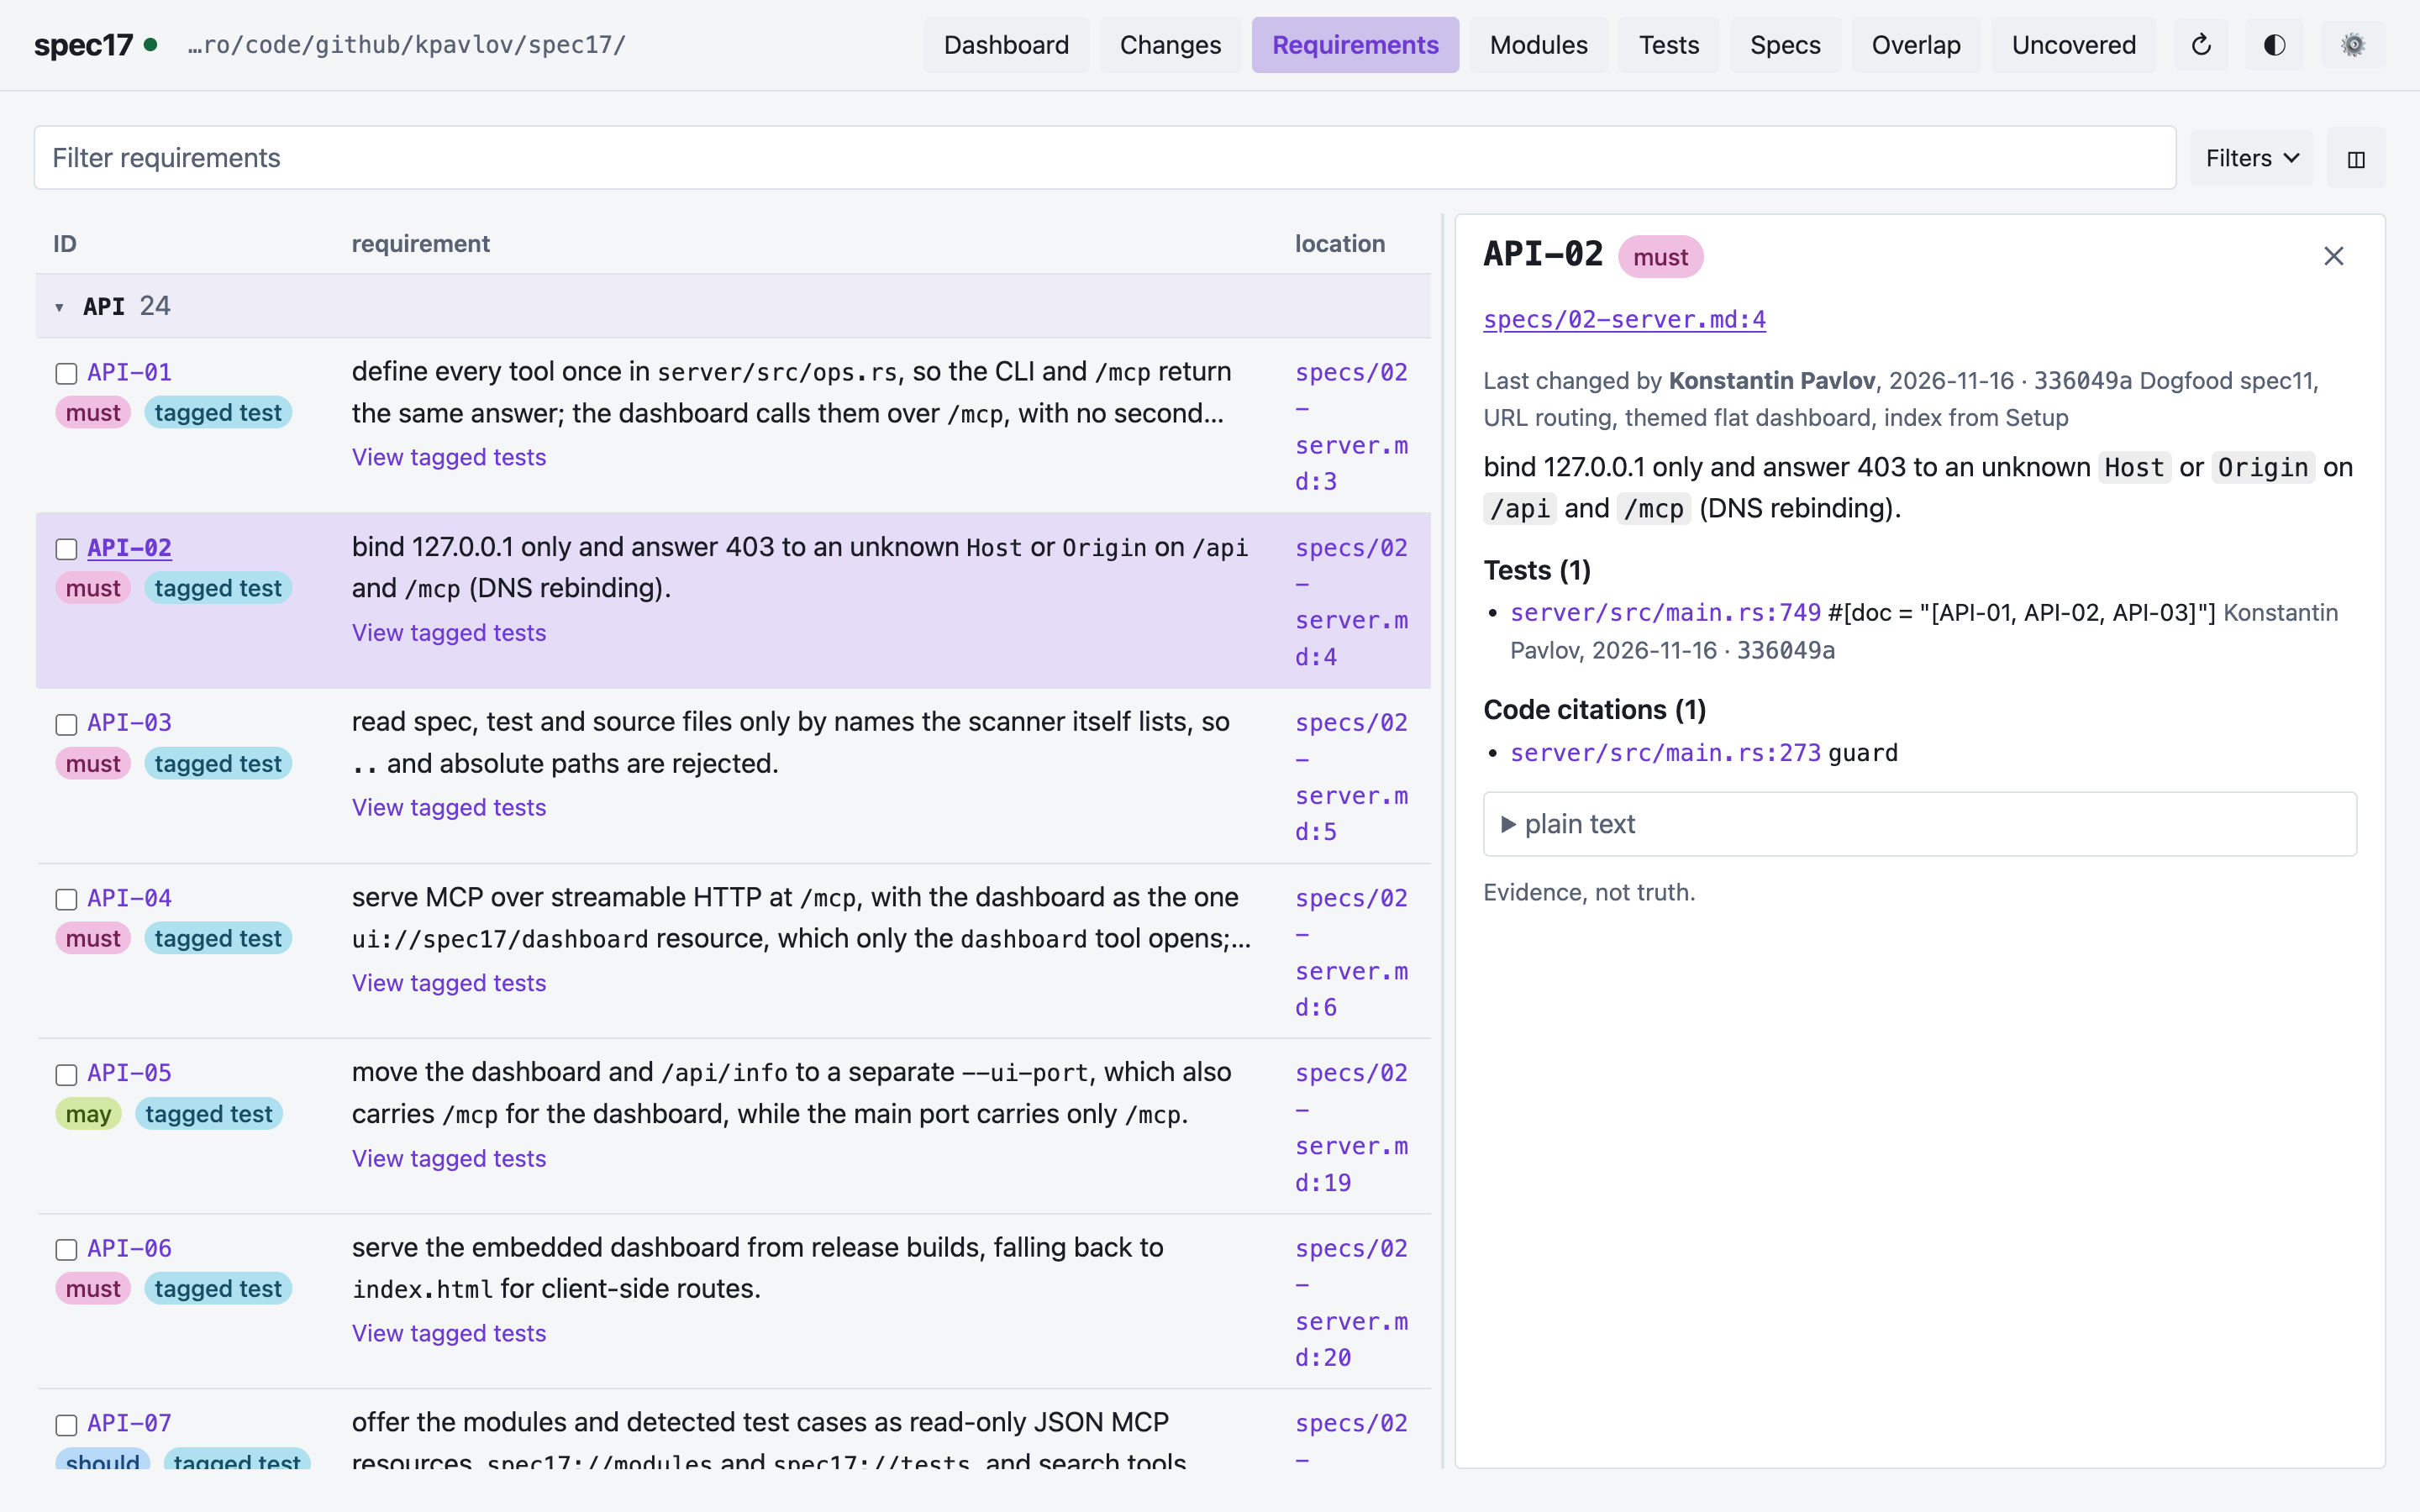 spec17
…ro/code/github/kpavlov/spec17/
Dashboard
Changes
Requirements
Modules
Tests
Specs
Overlap
Uncovered
Filter requirements
Filters
ID
requirement
location
API 24
API-01
must
tagged test
define every tool once in server/src/ops.rs, so the CLI and /mcp return
the same answer; the dashboard calls them over /mcp, with no second…
View tagged tests
specs/02
-
server.m
d:3
API-02
must
tagged test
bind 127.0.0.1 only and answer 403 to an unknown Host or Origin on /api
and /mcp (DNS rebinding).
View tagged tests
specs/02
-
server.m
d:4
API-03
must
tagged test
read spec, test and source files only by names the scanner itself lists, so
.. and absolute paths are rejected.
View tagged tests
specs/02
-
server.m
d:5
API-04
must
tagged test
serve MCP over streamable HTTP at /mcp, with the dashboard as the one
ui://spec17/dashboard resource, which only the dashboard tool opens;…
View tagged tests
specs/02
-
server.m
d:6
API-05
may
tagged test
move the dashboard and /api/info to a separate --ui-port, which also
carries /mcp for the dashboard, while the main port carries only /mcp.
View tagged tests
specs/02
-
server.m
d:19
API-06
must
tagged test
serve the embedded dashboard from release builds, falling back to
index.html for client-side routes.
View tagged tests
specs/02
-
server.m
d:20
API-07
should
tagged test
offer the modules and detected test cases as read-only JSON MCP
resources, spec17://modules and spec17://tests, and search tools
specs/02
-
API-02 must
specs/02-server.md:4
Last changed by Konstantin Pavlov, 2026-11-16 · 336049a Dogfood spec11,
URL routing, themed flat dashboard, index from Setup
bind 127.0.0.1 only and answer 403 to an unknown Host or Origin on
/api and /mcp (DNS rebinding).
Tests (1)
• server/src/main.rs:749 #[doc = "[API-01, API-02, API-03]"] Konstantin
Pavlov, 2026-11-16 · 336049a
Code citations (1)
• server/src/main.rs:273 guard
plain text
Evidence, not truth.